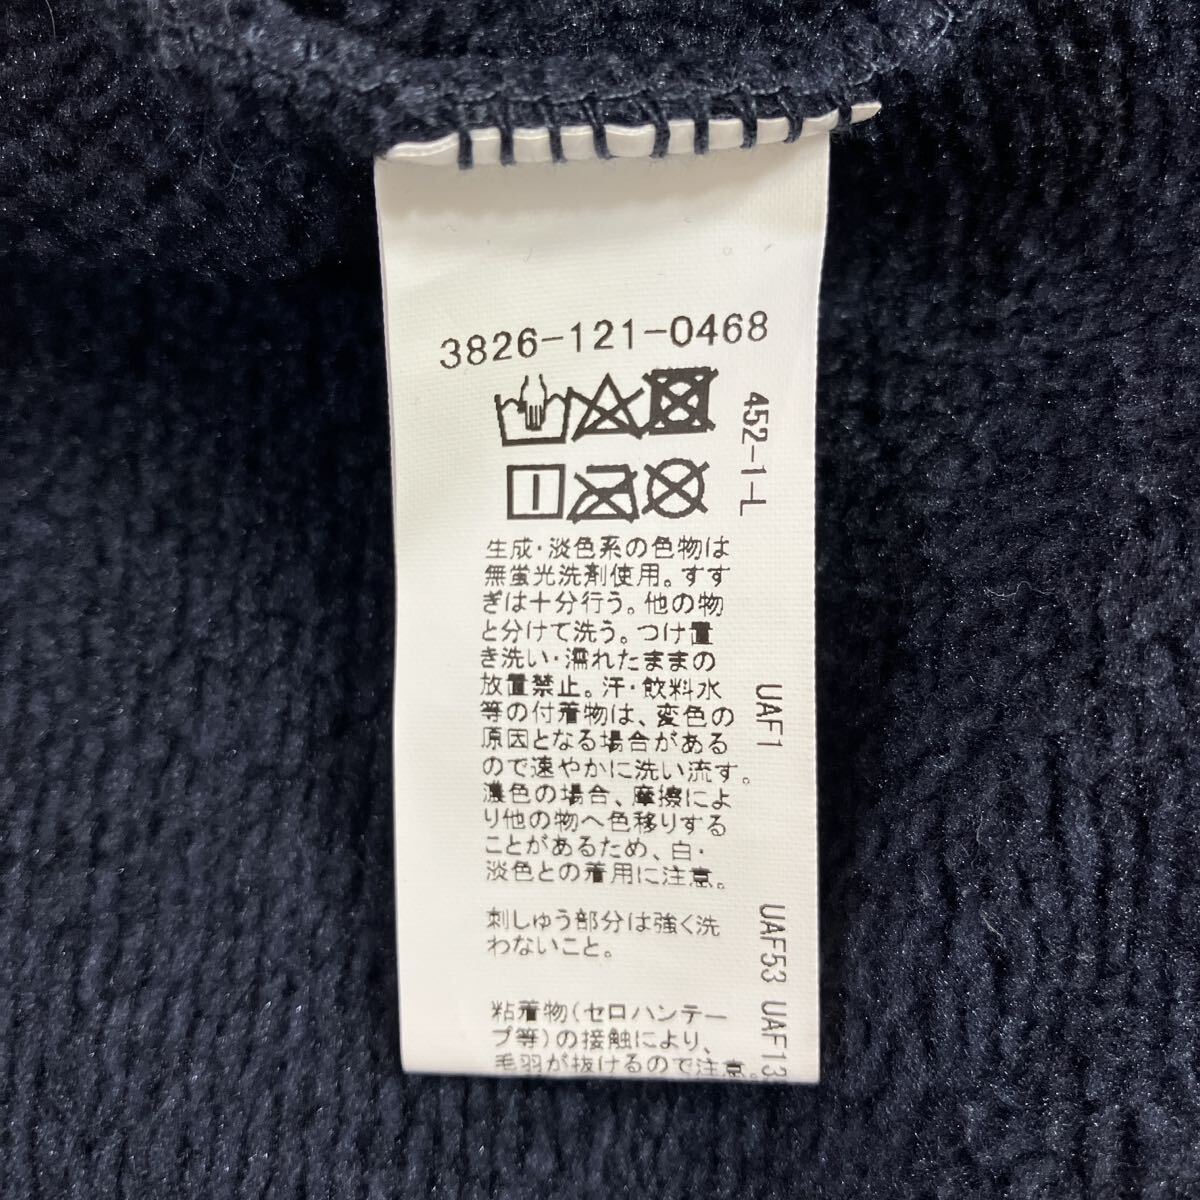 3826-121-0468
452-1-L
生成・淡色系の色物は
無蛍光洗剤使用。すす
ぎは十分行う。他の物
と分けて洗う。つけ置
き洗い・濡れたままの
放置禁止。汗・飲料水
等の付着物は、変色の
原因となる場合がある
ので速やかに洗い流す。
濃色の場合、摩擦によ
り他の物へ色移りする
ことがあるため、白・
淡色との着用に注意。
刺しゅう部分は強く洗
わないこと。
粘着物(セロハンテー
プ等)の接触により、
毛羽が抜けるので注意。
UAF1
UAF53 UAF13